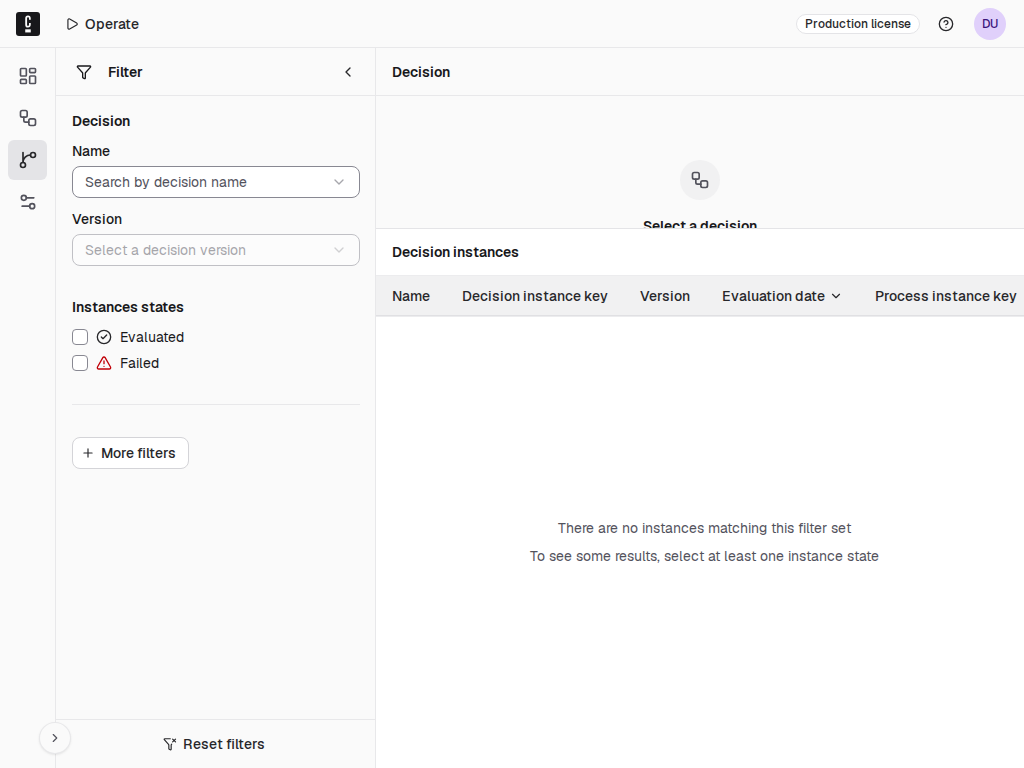 Operate
Production license
DU
Filter
Decision
Decision
Name
Search by decision name
Version
Select a decision version
Instances states
Evaluated
Failed
More filters
Reset filters
Select a decision
Decision instances
Name Decision instance key Version Evaluation date Process instance key
There are no instances matching this filter set
To see some results, select at least one instance state